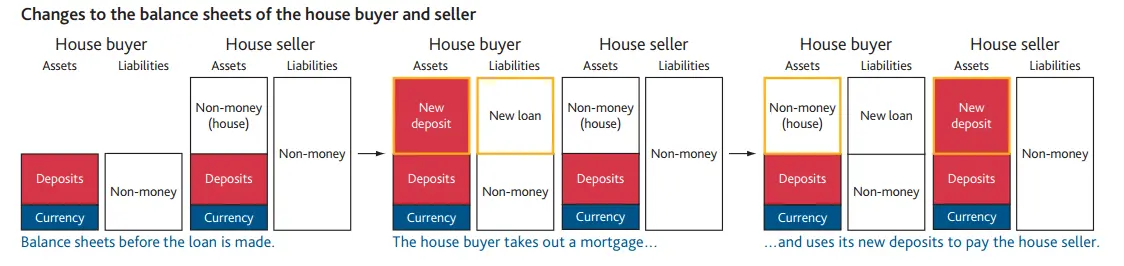 Changes to the balance sheets of the house buyer and seller
House buyer House seller House buyer House seller House buyer House seller
Assets Liabilities Assets Liabilities Assets Liabilities Assets Liabilities Assets Liabilities Assets Liabilities
Non-money
(house)
New
deposit
New loan
Non-money
(house)
Non-money
(house)
New loan
New
deposit
Non-money
Non-money
Non-money
Deposits
Non-money
Deposits
Deposits
Non-money
Deposits
Deposits
Non-money
Deposits
Currency
Currency
Currency
Currency
Currency
Currency
Balance sheets before the loan is made.
The house buyer takes out a mortgage…
…and uses its new deposits to pay the house seller.